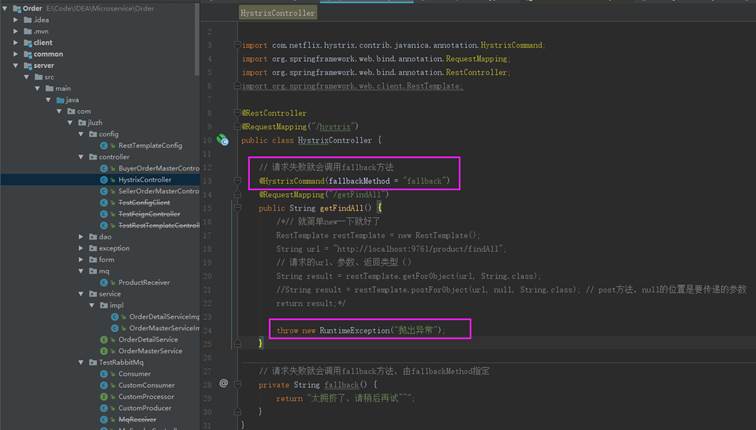 Order E:\Code\IDEA\Microservice\Order
.idea
.mvn
client
common
server
src
main
java
com
jluzh
config
RestTemplateConfig
controller
BuyerOrderMasterContro
HystrixController
SellerOrderMasterContro
TestConfigClient
TestFeignController
TestRestTemplateControl
dao
exception
form
mq
ProductReceiver
service
impl
OrderDetailServiceImp
OrderMasterServiceIm
OrderDetailService
OrderMasterService
TestRabbitMq
Consumer
CustomConsumer
CustomProcessor
CustomProducer
MqReceiver
HystrixController
2
3 import com.netflix.hystrix.contrib.javanica.annotation.HystrixCommand;
4 import org.springframework.web.bind.annotation.RequestMapping;
5 import org.springframework.web.bind.annotation.RestController;
6 import org.springframework.web.client.RestTemplate;
7
8 @RestController
9 @RequestMapping("/hystrix")
10 public class HystrixController {
11
12 // 请求失败就会调用fallback方法
13 @HystrixCommand(fallbackMethod = "fallback")
14 @RequestMapping("/getFindAll")
15 public String getFindAll() {
16 /*// 就简单new一下就好了
17 RestTemplate restTemplate = new RestTemplate();
18 String url = "http://localhost:9761/product/findAll";
19 // 请求的url、参数、返回类型（）
20 String result = restTemplate.getForObject(url, String.class);
21 //String result = restTemplate.postForObject(url, null, String.class); // post方法、null的位置是要传递的参数
22 return result;*/
23
24 throw new RuntimeException("抛出异常");
25 }
26
27 // 请求失败就会调用fallback方法、由fallbackMethod指定
28 private String fallback() {
29 return "太拥挤了、请稍后再试~~";
30 }
31 }